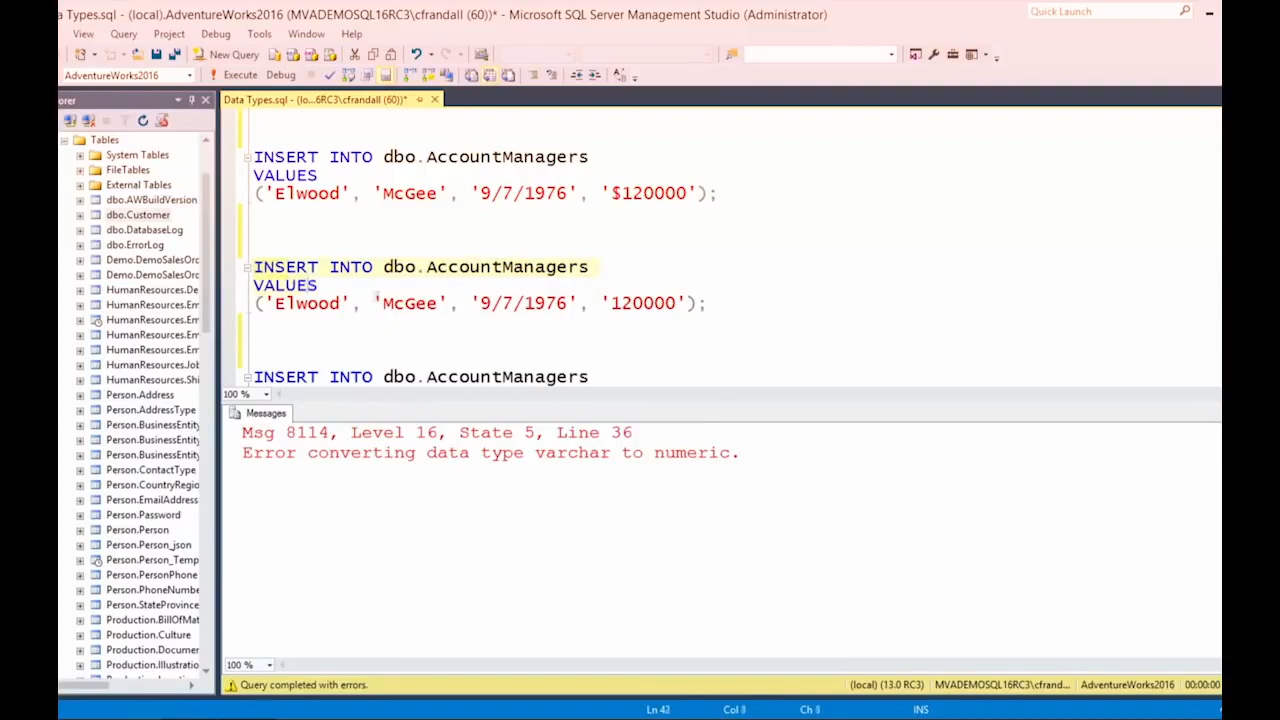 a Types.sql - (local).AdventureWorks2016 (MVADEMOSQL16RC3\cfrandall (60))* - Microsoft SQL Server Management Studio (Administrator)
Quick Launch
View Query Project Debug Tools Window Help
New Query
AdventureWorks2016 Execute Debug
orer
Data Types.sql - (lo...6RC3\cfrandall (60))*
Tables
System Tables
FileTables
External Tables
dbo.AWBuildVersion
dbo.Customer
dbo.DatabaseLog
dbo.ErrorLog
Demo.DemoSalesOrd
Demo.DemoSalesOrd
HumanResources.De
HumanResources.Em
HumanResources.Em
HumanResources.Em
HumanResources.Em
HumanResources.Job
HumanResources.Shi
Person.Address
Person.AddressType
Person.BusinessEntity
Person.BusinessEntity
Person.BusinessEntity
Person.ContactType
Person.CountryRegio
Person.EmailAddress
Person.Password
Person.Person
Person.Person_json
Person.Person_Temp
Person.PersonPhone
Person.PhoneNumbe
Person.StateProvince
Production.BillOfMat
Production.Culture
Production.Documen
Production.Illustratio
INSERT INTO dbo.AccountManagers
VALUES
('Elwood', 'McGee', '9/7/1976', '$120000');
INSERT INTO dbo.AccountManagers
VALUES
('Elwood', 'McGee', '9/7/1976', '120000');
INSERT INTO dbo.AccountManagers
100 %
Messages
Msg 8114, Level 16, State 5, Line 36
Error converting data type varchar to numeric.
100 %
Query completed with errors.
(local) (13.0 RC3) MVADEMOSQL16RC3\cfrand... AdventureWorks2016 00:00:00
Ln 42 Col 8 Ch 8 INS